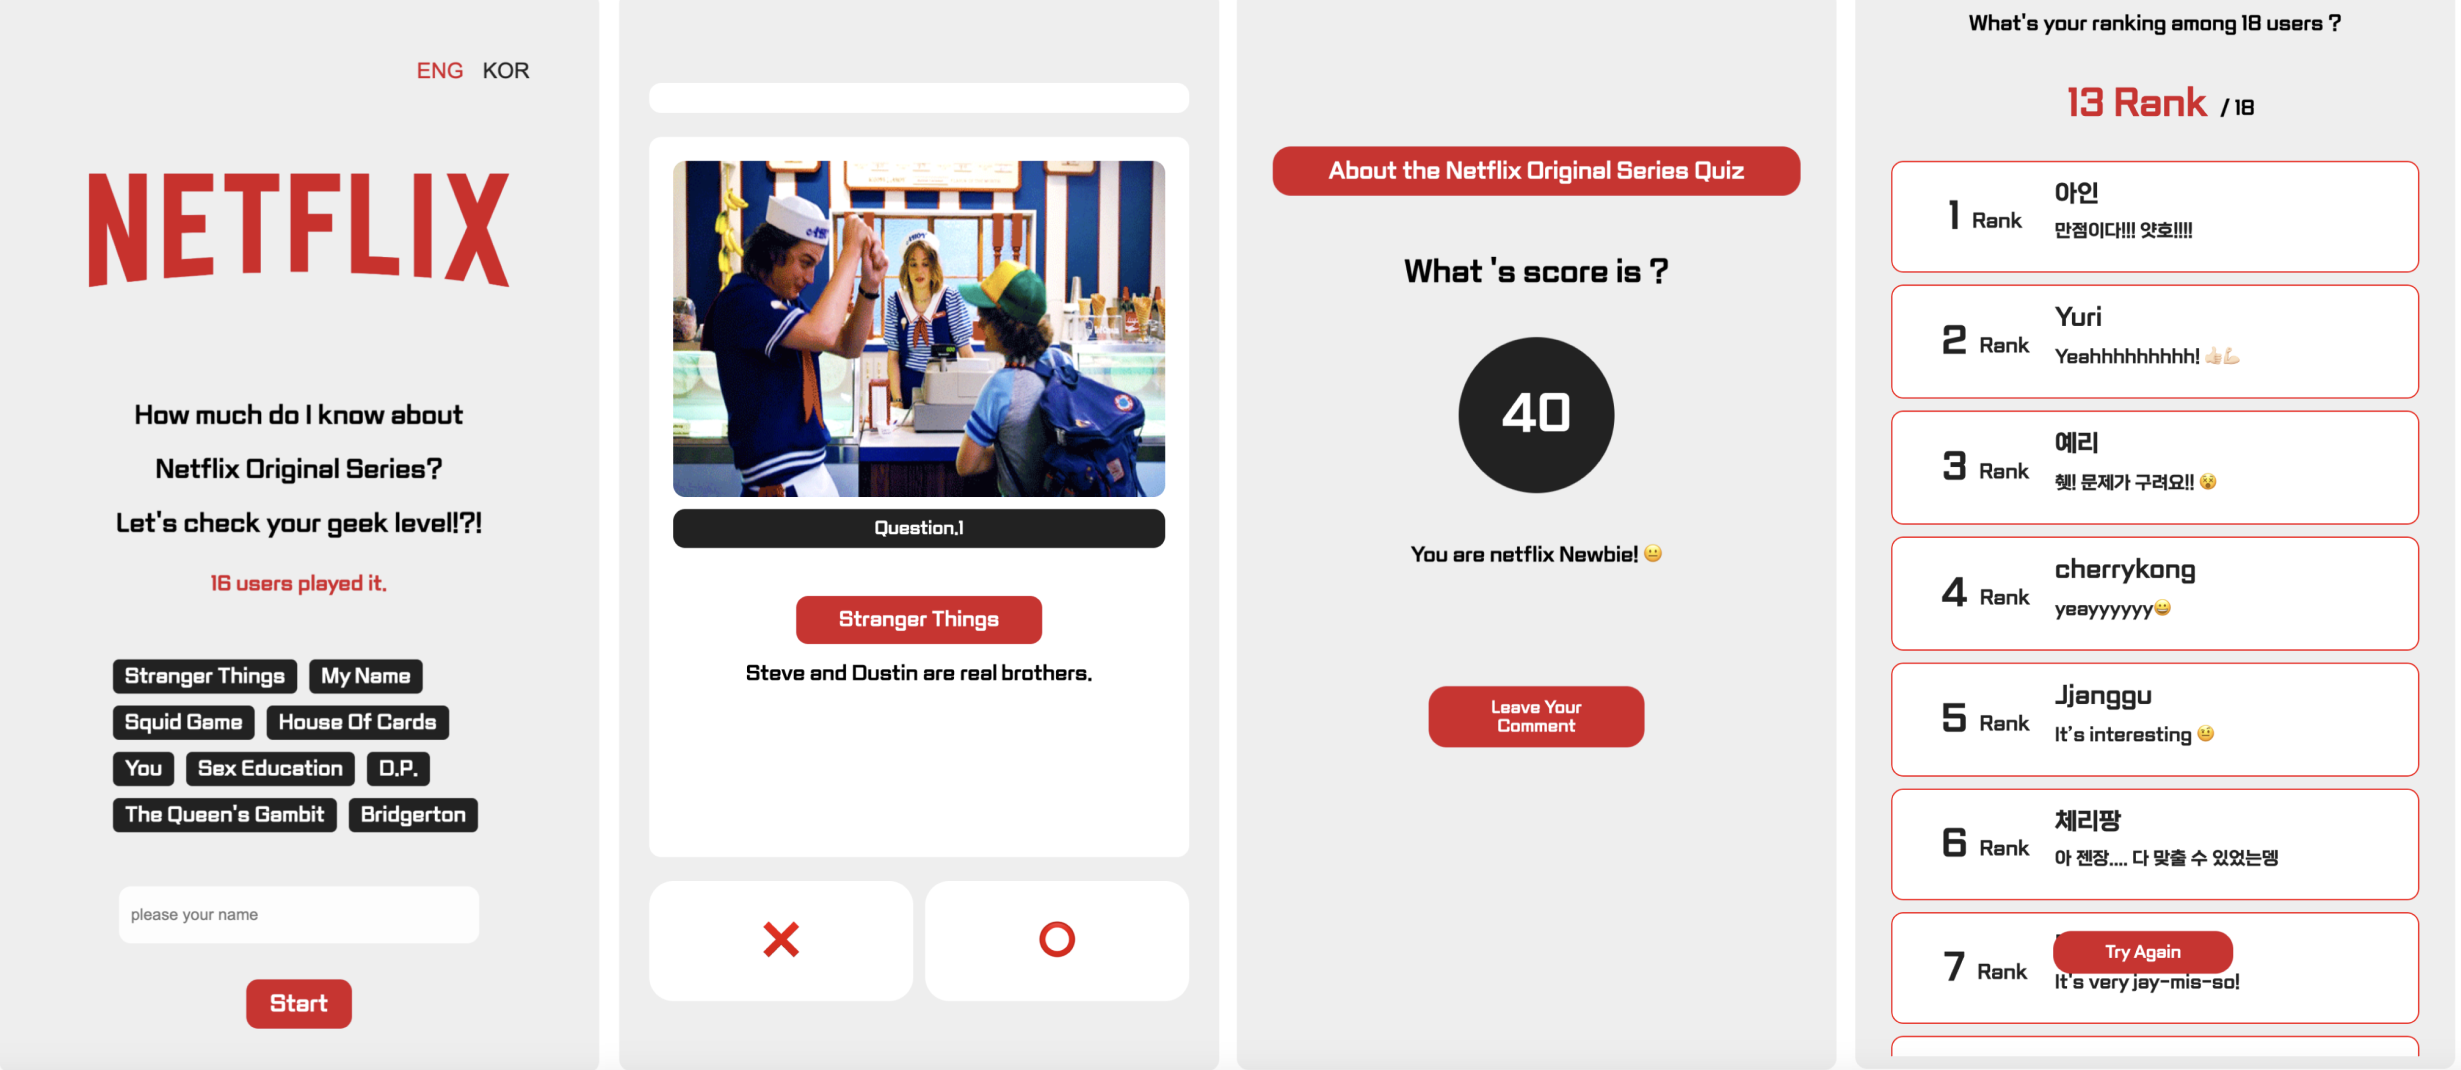 ENG KOR
NETFLIX
How much do I know about
Netflix Original Series?
Let's check your geek level!?!
16 users played it.
Stranger Things My Name
Squid Game House Of Cards
You Sex Education D.P.
The Queen's Gambit Bridgerton
please your name
Start
AHOY
Question.1
Stranger Things
Steve and Dustin are real brothers.
About the Netflix Original Series Quiz
What 's score is ?
40
You are netflix Newbie! 😐
Leave Your
Comment
What's your ranking among 18 users ?
13 Rank / 18
1 Rank
아인
만점이다!!! 얏호!!!!
2 Rank
Yuri
Yeahhhhhhhhh! 👍🏻💪🏻
3 Rank
예리
쉣! 문제가 구려요!! 😵
4 Rank
cherrykong
yeayyyyyy😀
5 Rank
Jjanggu
It's interesting 🤨
6 Rank
체리팡
아 젠장.... 다 맞출 수 있었는뎅
7 Rank
Try Again
It's very jay-mis-so!